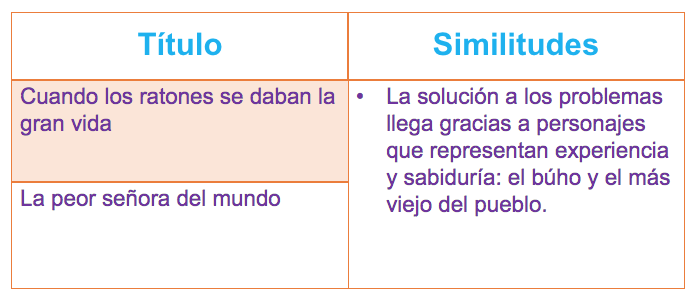 Título
Similitudes
Cuando los ratones se daban la
gran vida
La peor señora del mundo
• La solución a los problemas
llega gracias a personajes
que representan experiencia
y sabiduría: el búho y el más
viejo del pueblo.